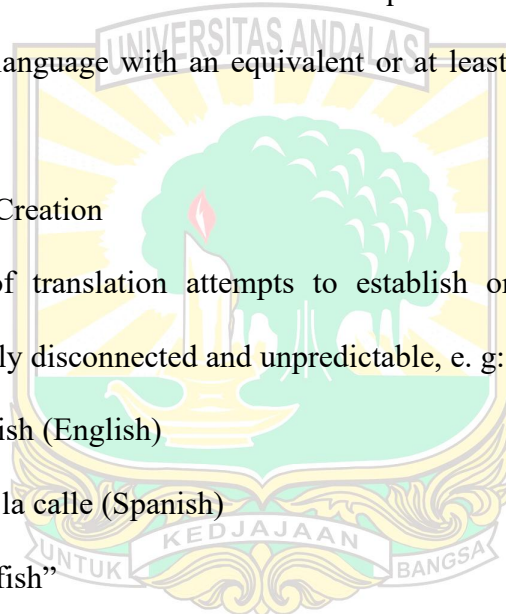 UNIVERSITAS ANDALAS
language with an equivalent or at least
Creation
of translation attempts to establish
ly disconnected and unpredictable, e. g:
ish (English)
la calle (Spanish)
KEDJAJAAN
UNTUK BANGSA
fish”